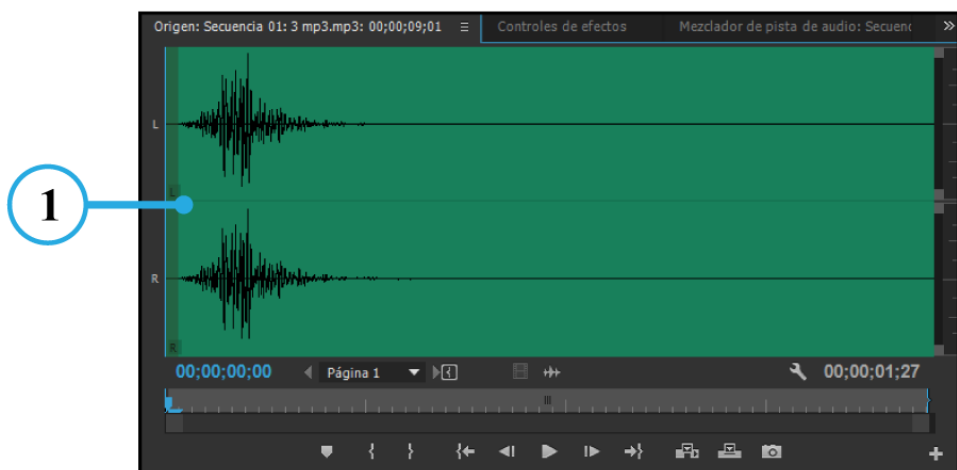 Origen: Secuencia 01: 3 mp3.mp3: 00;00;09;01 Controles de efectos Mezclador de pista de audio: Secuenc
L
L
1
R
R
00;00;00;00 Página 1 00;00;01;27